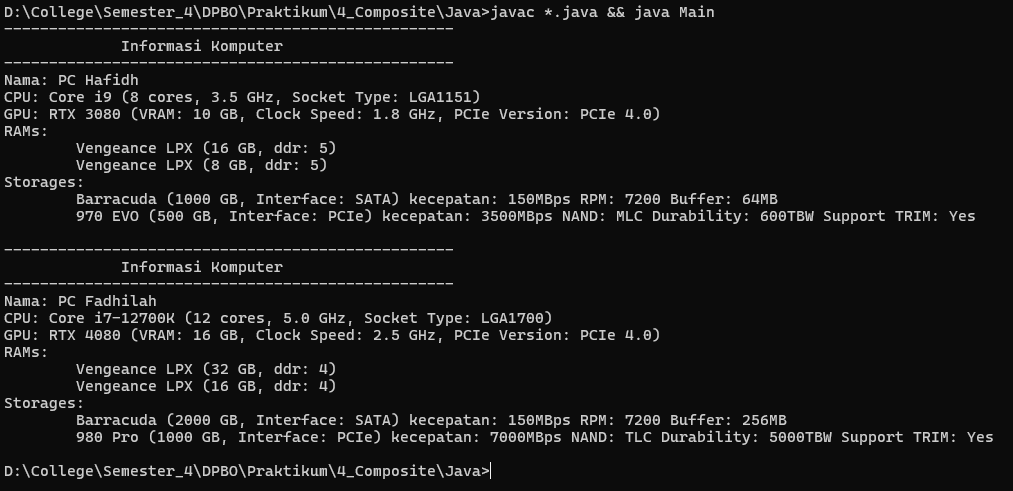 D:\College\Semester_4\DPBO\Praktikum\4_Composite\Java>javac *.java && java Main
--------------------------------------------------
Informasi Komputer
--------------------------------------------------
Nama: PC Hafidh
CPU: Core i9 (8 cores, 3.5 GHz, Socket Type: LGA1151)
GPU: RTX 3080 (VRAM: 10 GB, Clock Speed: 1.8 GHz, PCIe Version: PCIe 4.0)
RAMs:
Vengeance LPX (16 GB, ddr: 5)
Vengeance LPX (8 GB, ddr: 5)
Storages:
Barracuda (1000 GB, Interface: SATA) kecepatan: 150MBps RPM: 7200 Buffer: 64MB
970 EVO (500 GB, Interface: PCIe) kecepatan: 3500MBps NAND: MLC Durability: 600TBW Support TRIM: Yes
--------------------------------------------------
Informasi Komputer
--------------------------------------------------
Nama: PC Fadhilah
CPU: Core i7-12700K (12 cores, 5.0 GHz, Socket Type: LGA1700)
GPU: RTX 4080 (VRAM: 16 GB, Clock Speed: 2.5 GHz, PCIe Version: PCIe 4.0)
RAMs:
Vengeance LPX (32 GB, ddr: 4)
Vengeance LPX (16 GB, ddr: 4)
Storages:
Barracuda (2000 GB, Interface: SATA) kecepatan: 150MBps RPM: 7200 Buffer: 256MB
980 Pro (1000 GB, Interface: PCIe) kecepatan: 7000MBps NAND: TLC Durability: 5000TBW Support TRIM: Yes
D:\College\Semester_4\DPBO\Praktikum\4_Composite\Java>